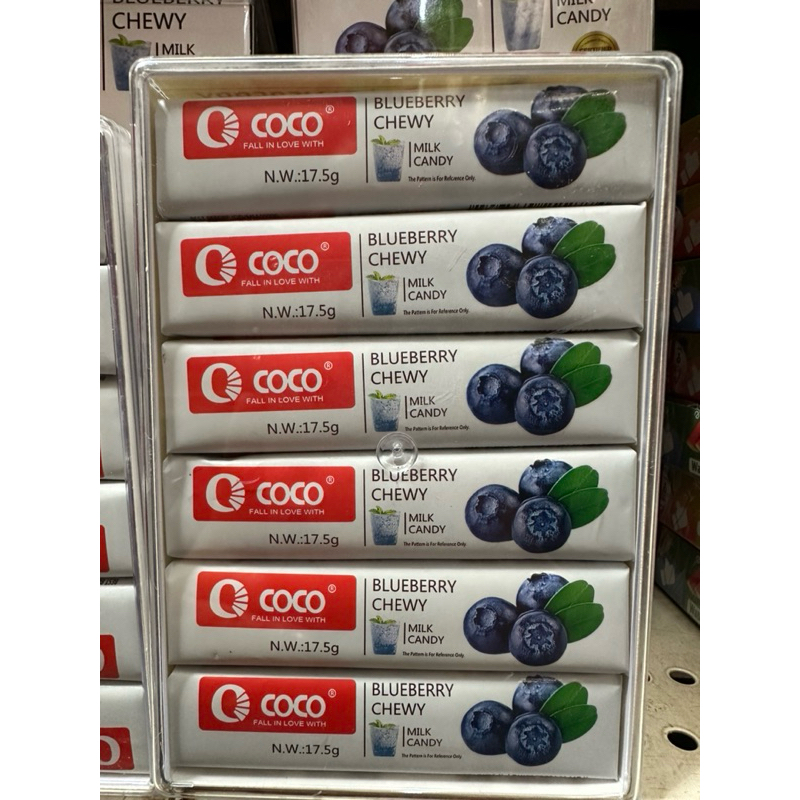 BLUEBERRY
CHEWY
MILK
MILK
CANDY
COCO®
FALL IN LOVE WITH
N.W.:17.5g
BLUEBERRY
CHEWY
MILK
CANDY
The Pattern is For Reference Only.
COCO®
FALL IN LOVE WITH
N.W.:17.5g
BLUEBERRY
CHEWY
MILK
CANDY
The Pattern is For Reference Only.
COCO®
FALL IN LOVE WITH
N.W.:17.5g
BLUEBERRY
CHEWY
MILK
CANDY
The Pattern is For Reference Only.
COCO®
FALL IN LOVE WITH
N.W.:17.5g
BLUEBERRY
CHEWY
MILK
CANDY
The Pattern is For Reference Only.
COCO®
FALL IN LOVE WITH
N.W.:17.5g
BLUEBERRY
CHEWY
MILK
CANDY
The Pattern is For Reference Only.
COCO®
FALL IN LOVE WITH
N.W.:17.5g
BLUEBERRY
CHEWY
MILK
CANDY
The Pattern is For Reference Only.